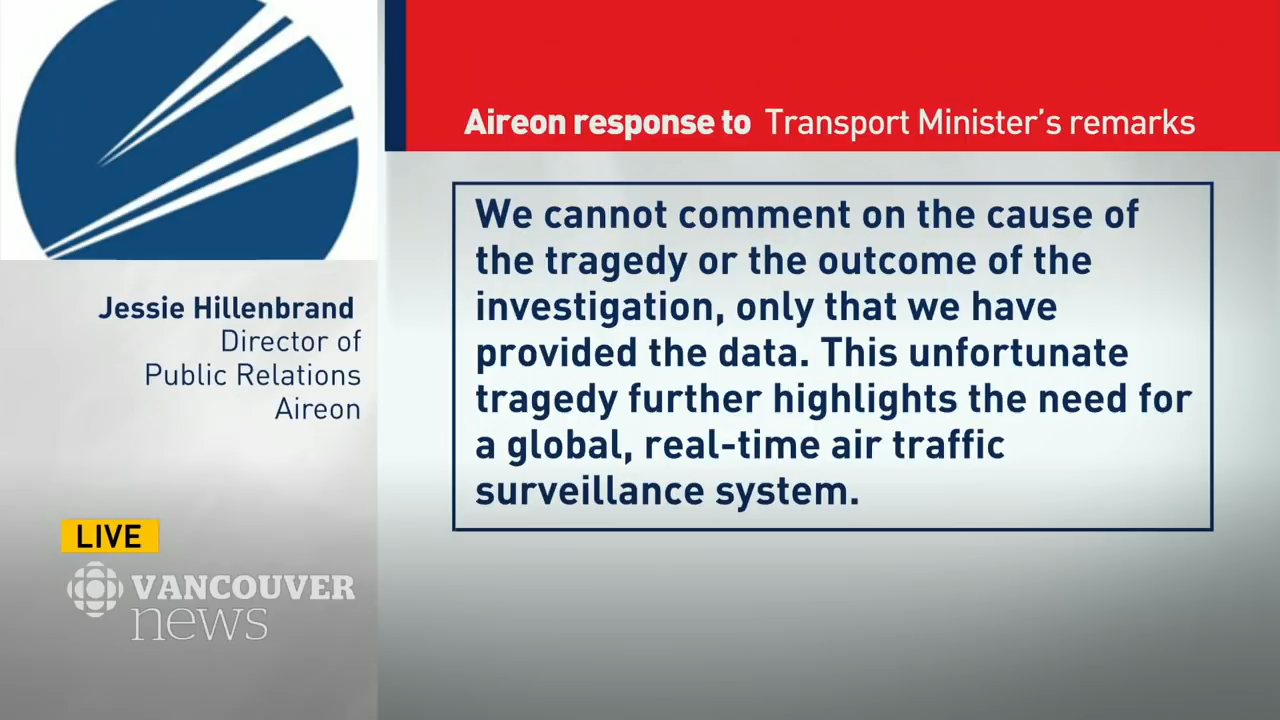 Aireon response to Transport Minister's remarks
We cannot comment on the cause of
the tragedy or the outcome of the
investigation, only that we have
provided the data. This unfortunate
tragedy further highlights the need for
a global, real-time air traffic
surveillance system.
Jessie Hillenbrand
Director of
Public Relations
Aireon
LIVE
VANCOUVER
news